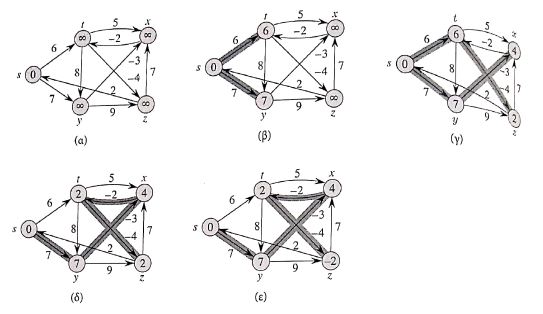 t 5 x
∞ -2 ∞
6
s 0 8 -3 7
-4
7 2
∞ 9 ∞
y z
(α)
t 5 x
6 -2 ∞
6
s 0 8 -3 7
-4
7 2
7 9 ∞
y z
(β)
t 5 x
6 -2 4
6
s 0 8 -3 7
-4
7 2
7 9 2
y z
(γ)
t 5 x
2 -2 4
6
s 0 8 -3 7
-4
7 2
7 9 2
y z
(δ)
t 5 x
2 -2 4
6
s 0 8 -3 7
-4
7 2
7 9 -2
y z
(ε)